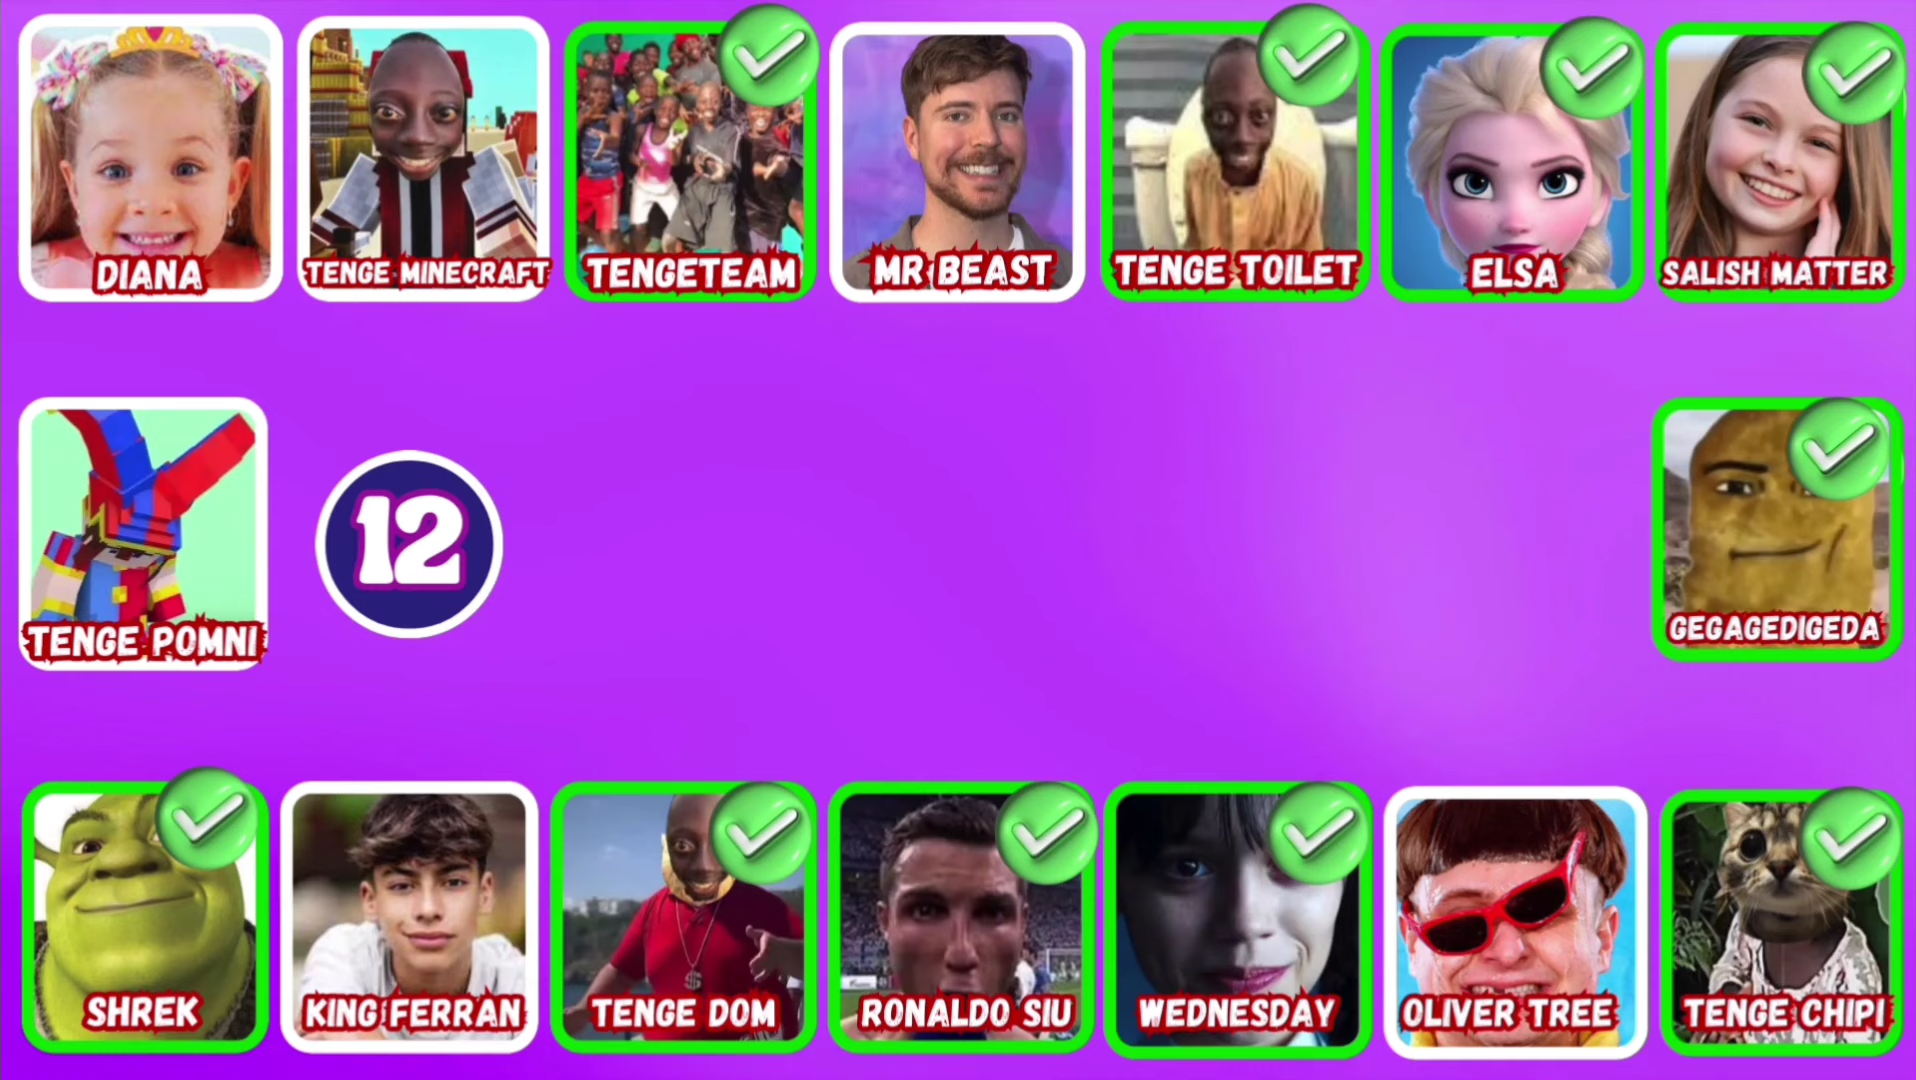 DIANA
TENGE MINECRAFT
TENGETEAM
MR BEAST
TENGE TOILET
ELSA
SALISH MATTER
TENGE POMNI
12
GEGAGEDIGEDA
SHREK
KING FERRAN
TENGE DOM
RONALDO SIU
WEDNESDAY
OLIVER TREE
TENGE CHIPI